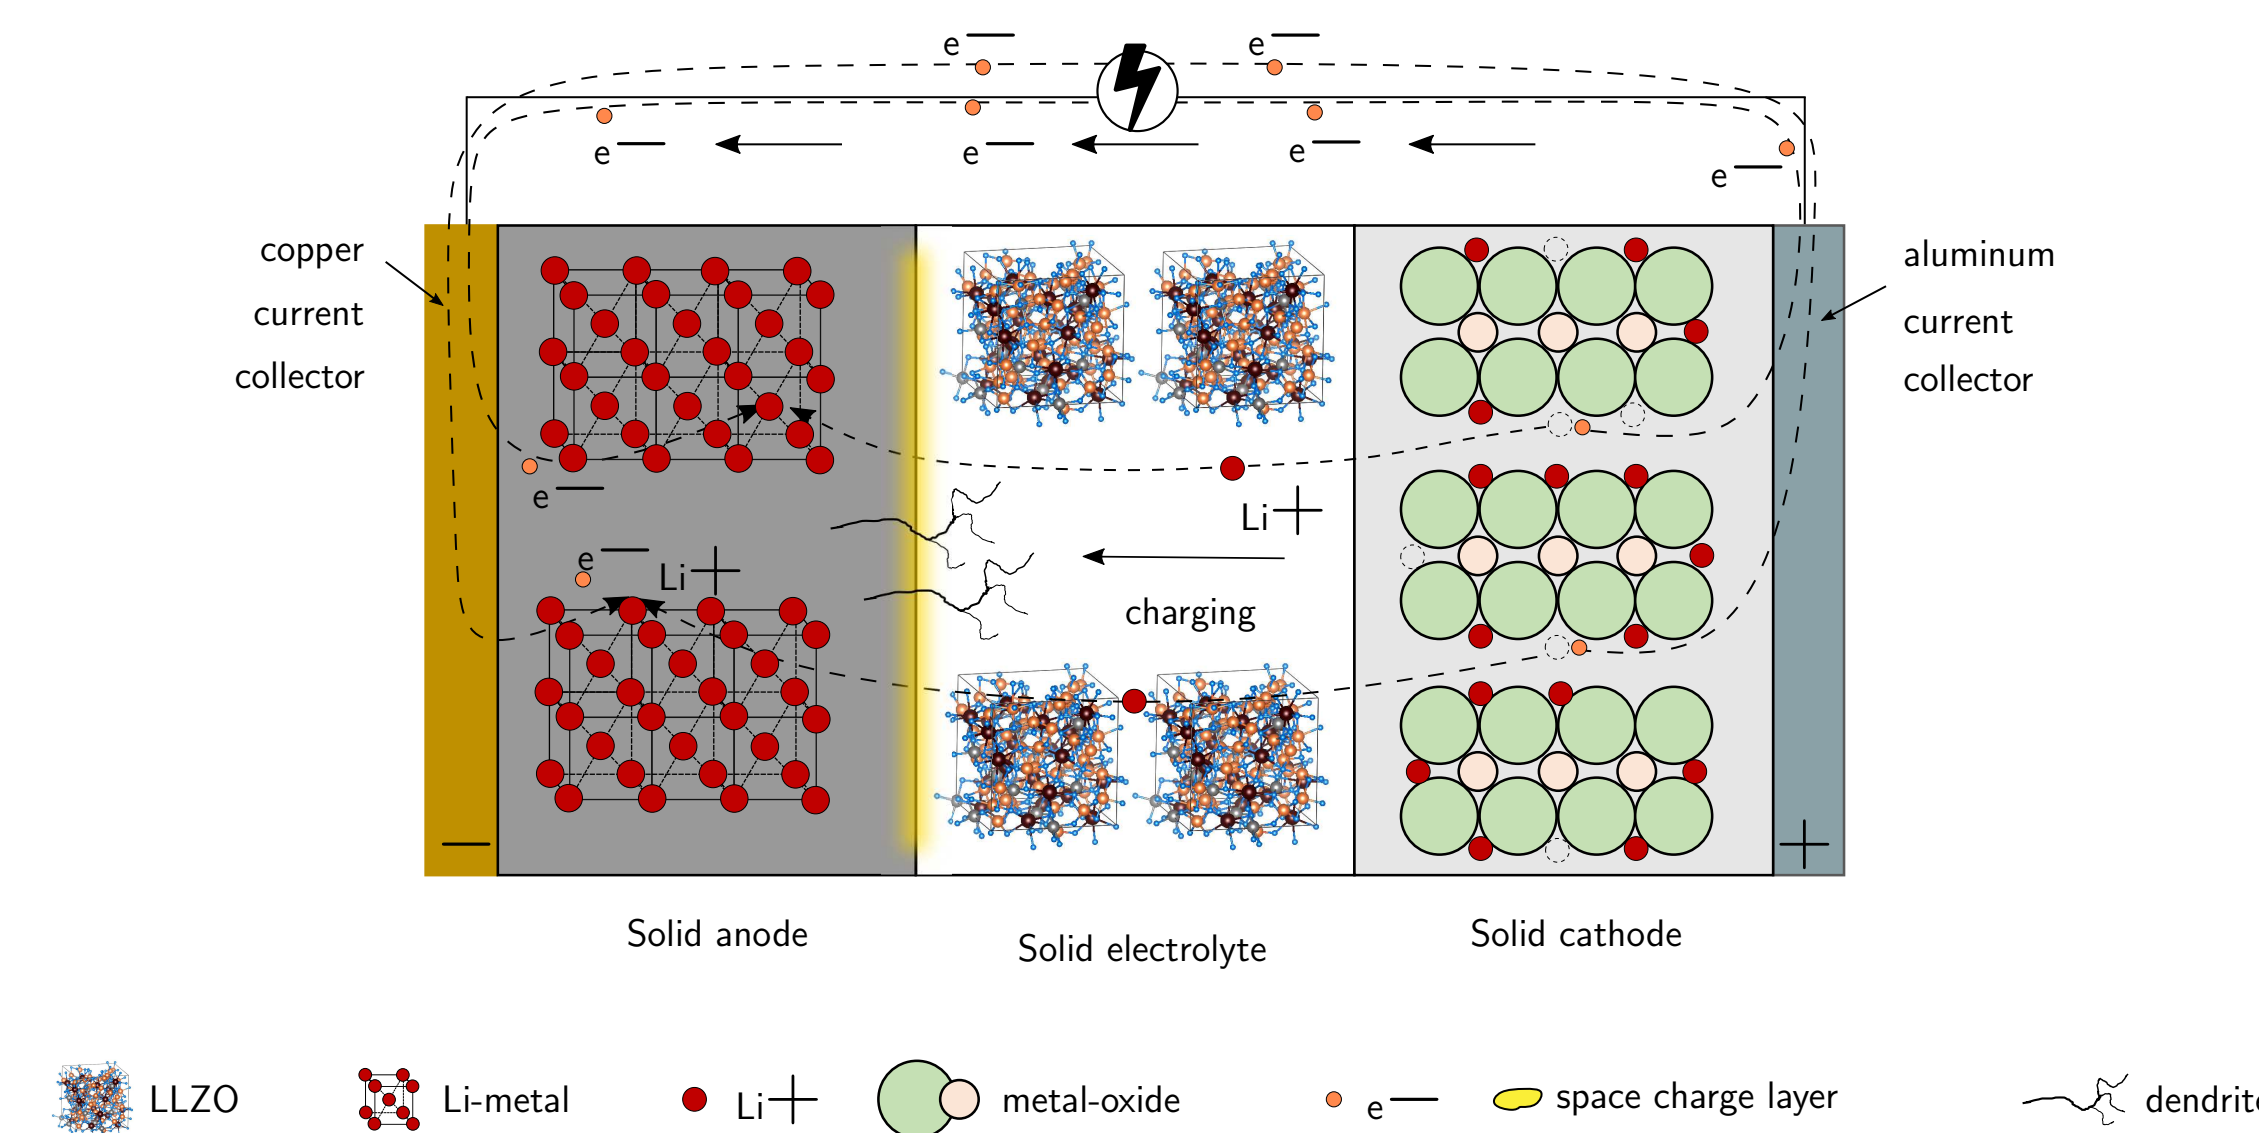 e—
e—
e—
e—
e—
e—
copper
current
collector
aluminum
current
collector
e—
Li+
e—
Li+
charging
—
+
Solid anode
Solid electrolyte
Solid cathode
LLZO
Li-metal
Li+
metal-oxide
e—
space charge layer
dendrite